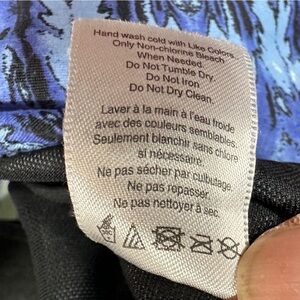 Hand wash cold with Like Colors.
Only Non-chlorine Bleach
When Needed.
Do Not Tumble Dry.
Do Not Iron
Do Not Dry Clean.
Laver à la main à l'eau froide
avec des couleurs semblables.
Seulement blanchir sans chlore
si nécessaire.
Ne pas sécher par culbutage.
Ne pas repasser.
Ne pas nettoyer à sec.